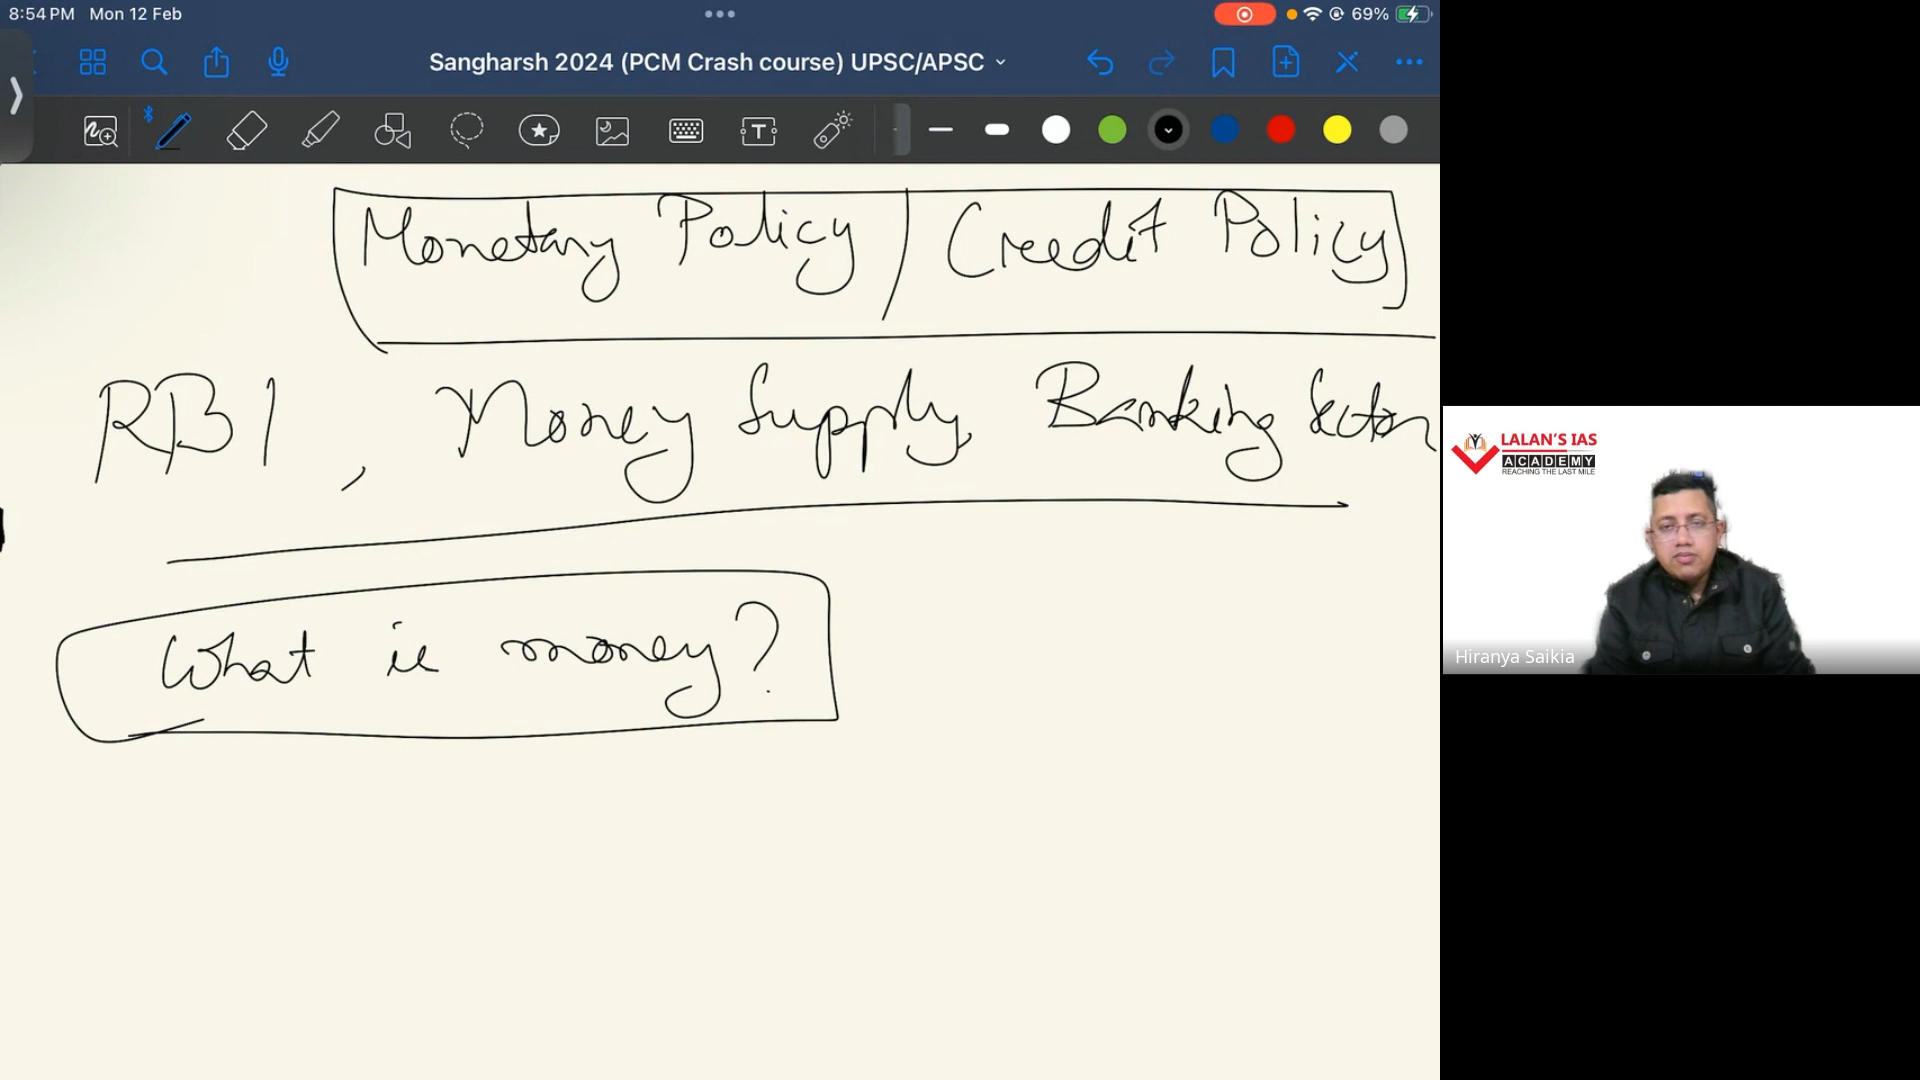 8:54 PM Mon 12 Feb
69%
Sangharsh 2024 (PCM Crash course) UPSC/APSC
T
Monetary Policy / Creedit Policy
RBI, Money Supply, Banking Sector
What is money?
LALAN'S IAS
ACADEMY
REACHING THE LAST MILE
Hiranya Saikia